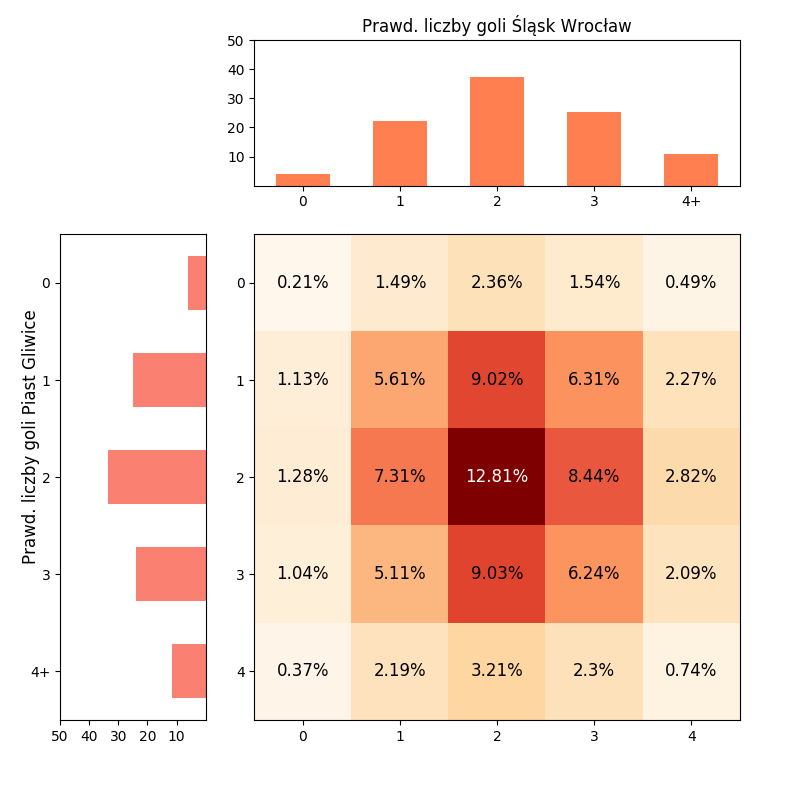 Prawd. liczby goli Śląsk Wrocław
50
40
30
20
10
0 1 2 3 4+
Prawd. liczby goli Piast Gliwice
0
1
2
3
4+
50 40 30 20 10
0 0.21% 1.49% 2.36% 1.54% 0.49%
1 1.13% 5.61% 9.02% 6.31% 2.27%
2 1.28% 7.31% 12.81% 8.44% 2.82%
3 1.04% 5.11% 9.03% 6.24% 2.09%
4 0.37% 2.19% 3.21% 2.3% 0.74%
0 1 2 3 4